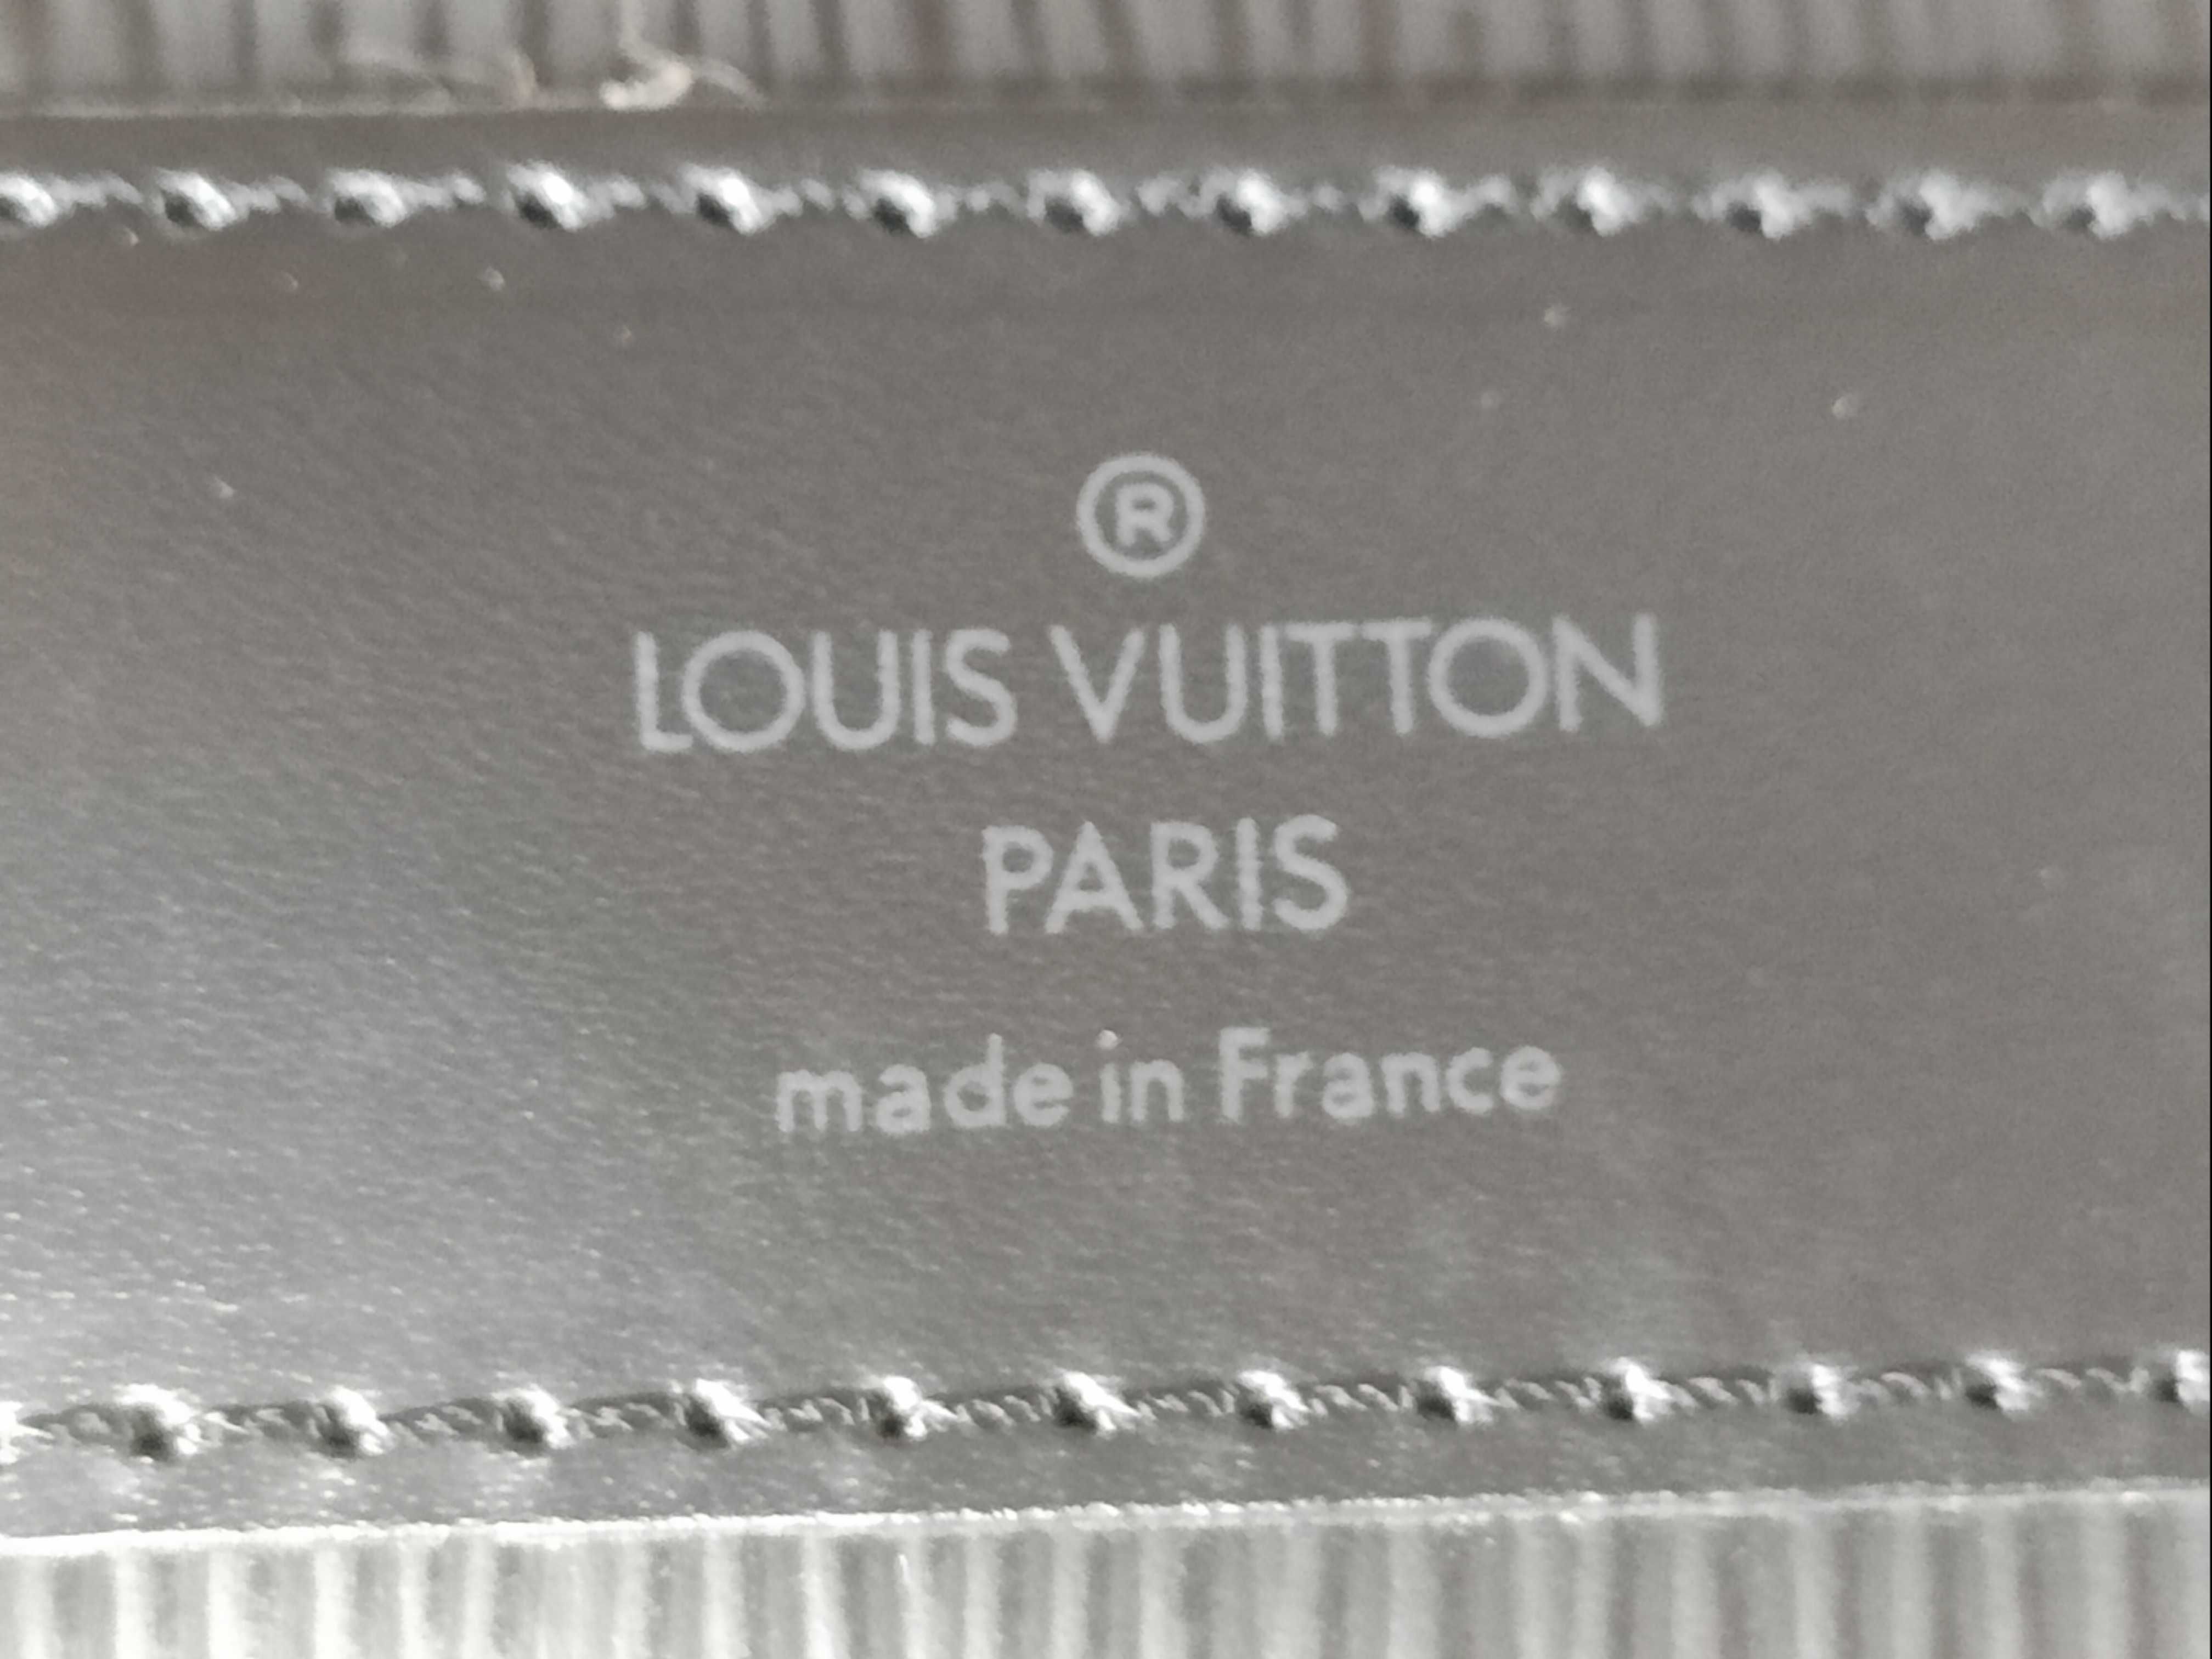 ®
LOUIS VUITTON
PARIS
made in France